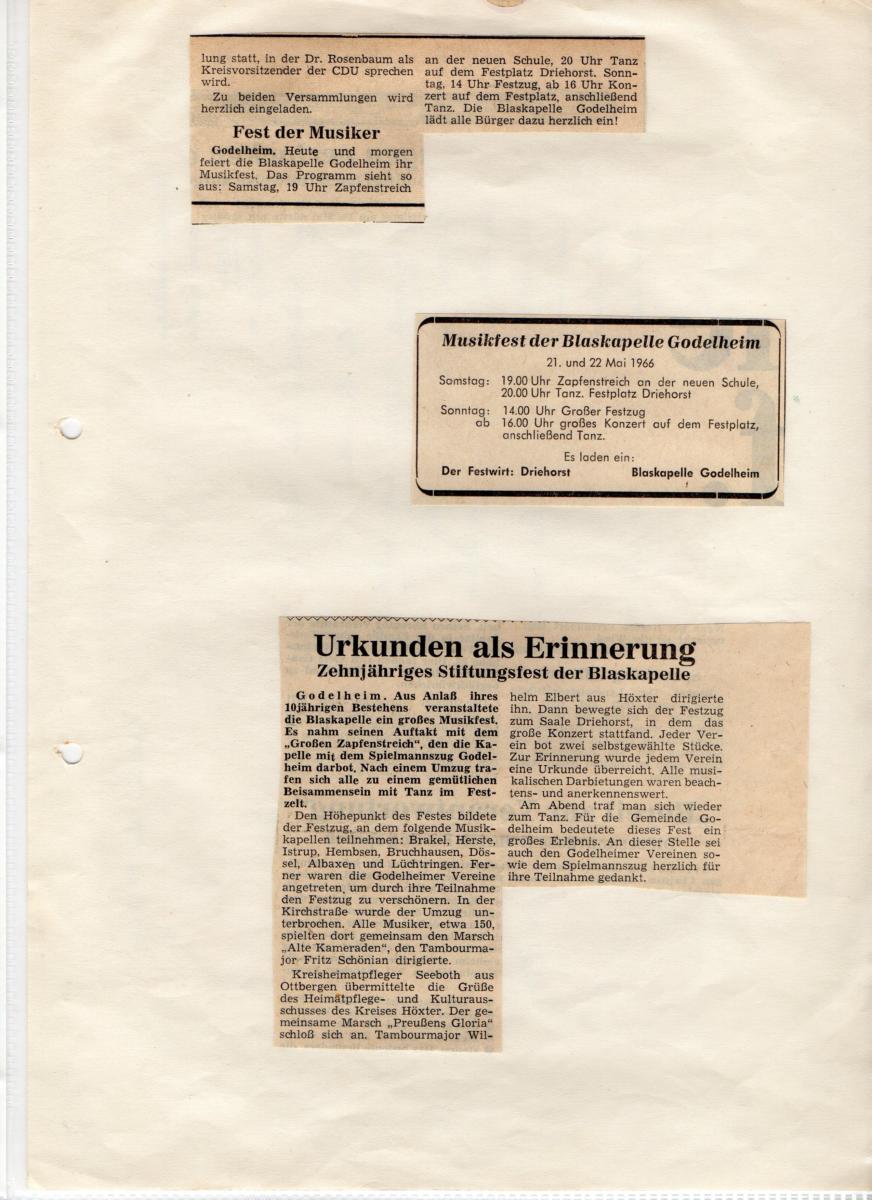 lung statt, in der Dr. Rosenbaum als
Kreisvorsitzender der CDU sprechen
wird.
Zu beiden Versammlungen wird
herzlich eingeladen.
Fest der Musiker
Godelheim. Heute und morgen
feiert die Blaskapelle Godelheim ihr
Musikfest. Das Programm sieht so
aus: Samstag, 19 Uhr Zapfenstreich
an der neuen Schule, 20 Uhr Tanz
auf dem Festplatz Driehorst. Sonn-
tag, 14 Uhr Festzug, ab 16 Uhr Kon-
zert auf dem Festplatz, anschließend
Tanz. Die Blaskapelle Godelheim
lädt alle Bürger dazu herzlich ein!
Musikfest der Blaskapelle Godelheim
21. und 22 Mai 1966
Samstag: 19.00 Uhr Zapfenstreich an der neuen Schule,
20.00 Uhr Tanz. Festplatz Driehorst
Sonntag: 14.00 Uhr Großer Festzug
ab 16.00 Uhr großes Konzert auf dem Festplatz,
anschließend Tanz.
Es laden ein:
Der Festwirt: Driehorst Blaskapelle Godelheim
Urkunden als Erinnerung
Zehnjähriges Stiftungsfest der Blaskapelle
Godelheim. Aus Anlaß ihres
10jährigen Bestehens veranstaltete
die Blaskapelle ein großes Musikfest.
Es nahm seinen Auftakt mit dem
„Großen Zapfenstreich“, den die Ka-
pelle mit dem Spielmannszug Godel-
heim darbot. Nach einem Umzug tra-
fen sich alle zu einem gemütlichen
Beisammensein mit Tanz im Fest-
zelt.
Den Höhepunkt des Festes bildete
der Festzug, an dem folgende Musik-
kapellen teilnehmen: Brakel, Herste,
Istrup, Hembsen, Bruchhausen, Dös-
sel, Albaxen und Lüchtringen. Fer-
ner waren die Godelheimer Vereine
angetreten, um durch ihre Teilnahme
den Festzug zu verschönern. In der
Kirchstraße wurde der Umzug un-
terbrochen. Alle Musiker, etwa 150,
spielten dort gemeinsam den Marsch
„Alte Kameraden“, den Tambourma-
jor Fritz Schönian dirigierte.
Kreisheimatpfleger Seeboth aus
Ottbergen übermittelte die Grüße
des Heimatpflege- und Kulturaus-
schusses des Kreises Höxter. Der ge-
meinsame Marsch „Preußens Gloria“
schloß sich an. Tambourmajor Wil-
helm Elbert aus Höxter dirigierte
ihn. Dann bewegte sich der Festzug
zum Saale Driehorst, in dem das
große Konzert stattfand. Jeder Ver-
ein bot zwei selbstgewählte Stücke.
Zur Erinnerung wurde jedem Verein
eine Urkunde überreicht. Alle musi-
kalischen Darbietungen waren beach-
tens- und anerkennenswert.
Am Abend traf man sich wieder
zum Tanz. Für die Gemeinde Go-
delheim bedeutete dieses Fest ein
großes Erlebnis. An dieser Stelle sei
auch den Godelheimer Vereinen so-
wie dem Spielmannszug herzlich für
ihre Teilnahme gedankt.